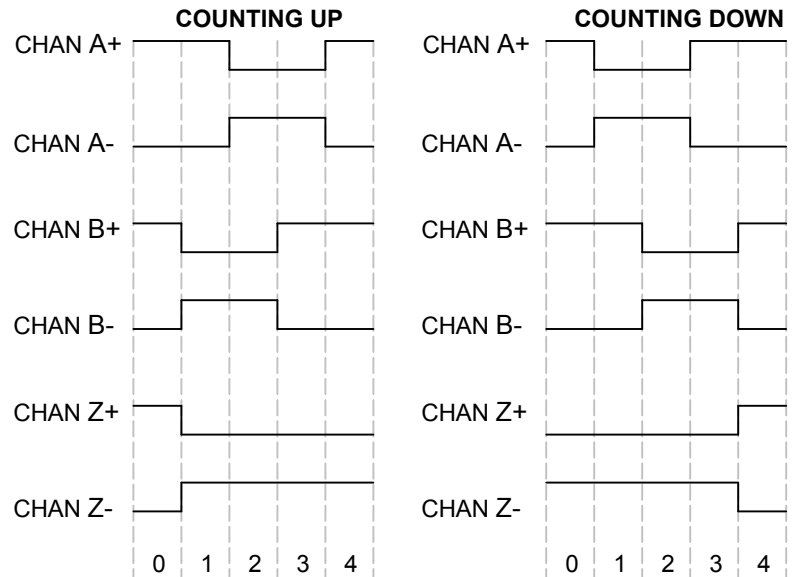 COUNTING UP
CHAN A+
CHAN A-
CHAN B+
CHAN B-
CHAN Z+
CHAN Z-
0 1 2 3 4
COUNTING DOWN
CHAN A+
CHAN A-
CHAN B+
CHAN B-
CHAN Z+
CHAN Z-
0 1 2 3 4